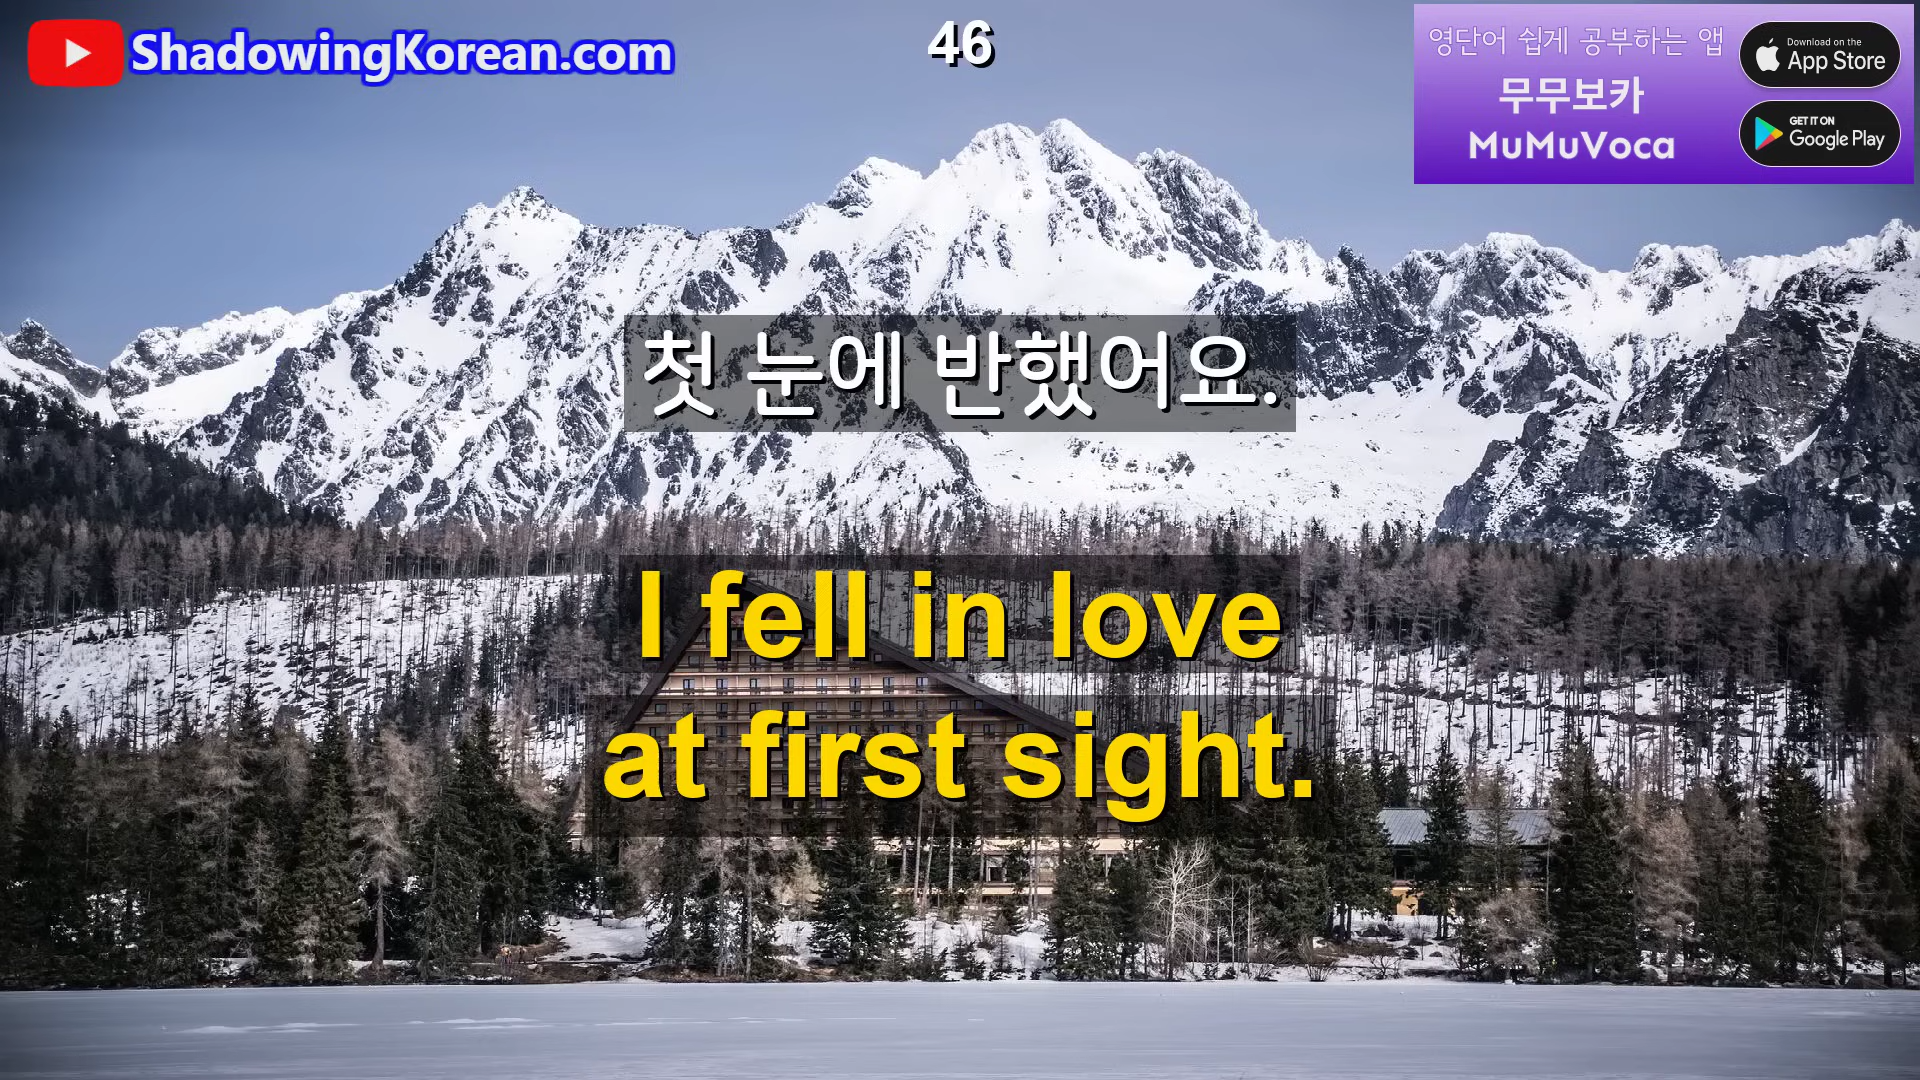 ShadowingKorean.com
46
영단어 쉽게 공부하는 앱
무무보카
MuMuVoca
Download on the
App Store
GET IT ON
Google Play
첫 눈에 반했어요.
I fell in love
at first sight.